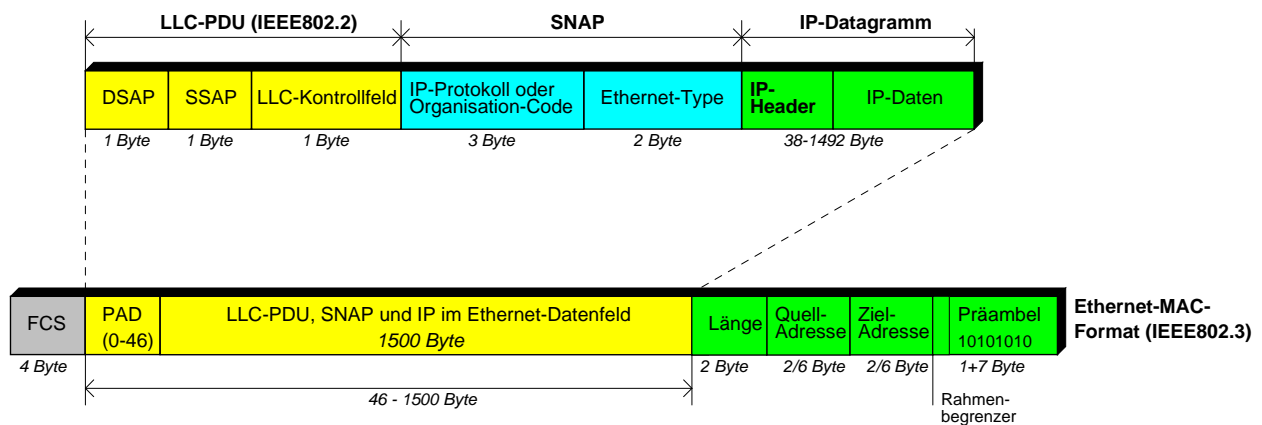 LLC-PDU (IEEE802.2) SNAP IP-Datagramm
DSAP SSAP LLC-Kontrollfeld IP-Protokoll oder Organisation-Code Ethernet-Type IP-Header IP-Daten
1 Byte 1 Byte 1 Byte 3 Byte 2 Byte 38-1492 Byte
FCS
PAD
(0-46)
LLC-PDU, SNAP und IP im Ethernet-Datenfeld
1500 Byte
Länge
Quell-
Adresse
Ziel-
Adresse
Präambel
10101010
Ethernet-MAC-
Format (IEEE802.3)
4 Byte 2 Byte 2/6 Byte 2/6 Byte 1+7 Byte
46 - 1500 Byte
Rahmen-
begrenzer